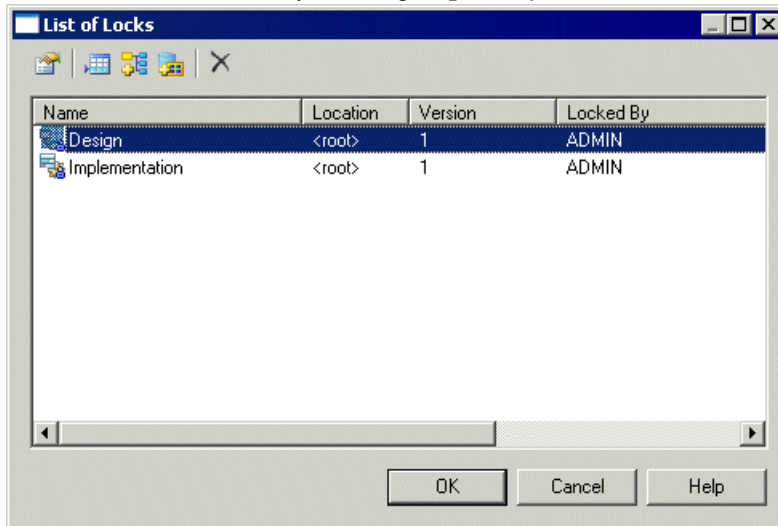 List of Locks
Name Location Version Locked By
Design <root> 1 ADMIN
Implementation <root> 1 ADMIN
OK Cancel Help